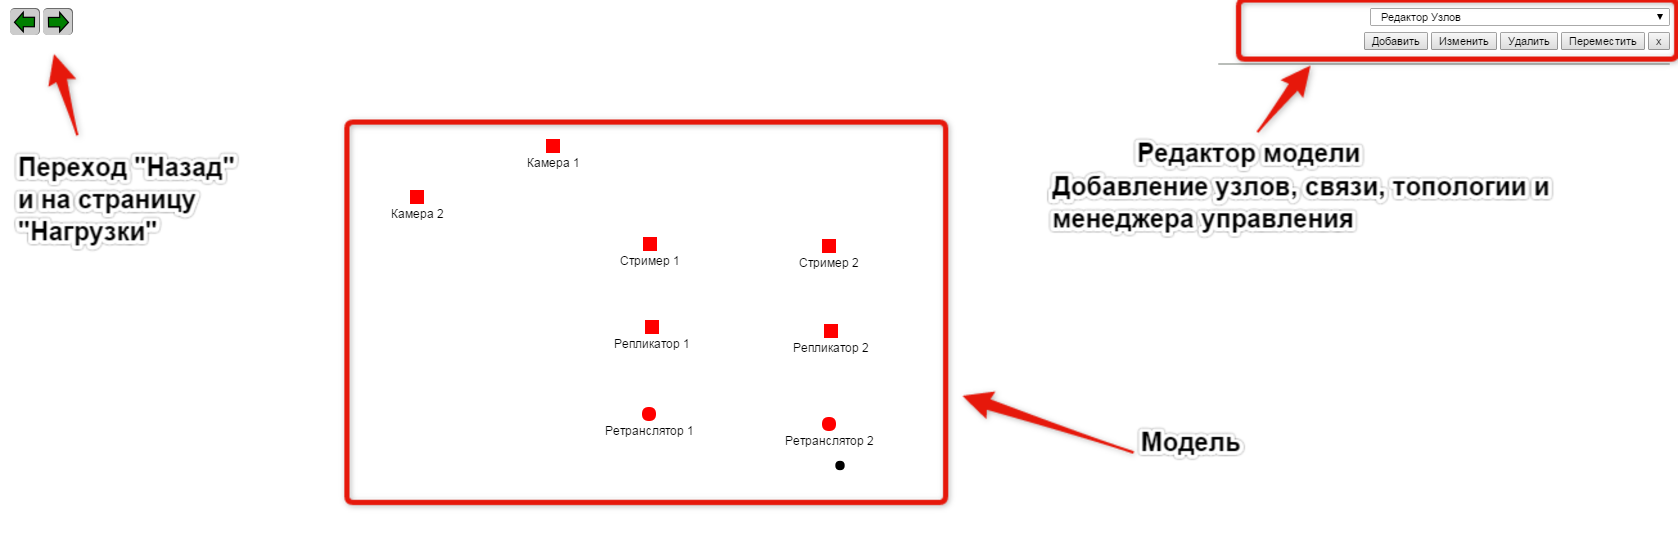 Редактор Узлов
Добавить Изменить Удалить Переместить x
Переход "Назад"
и на страницу
"Нагрузки"
Редактор модели
Добавление узлов, связи, топологии и
менеджера управления
Камера 1
Камера 2
Стример 1 Стример 2
Репликатор 1 Репликатор 2
Ретранслятор 1 Ретранслятор 2
Модель